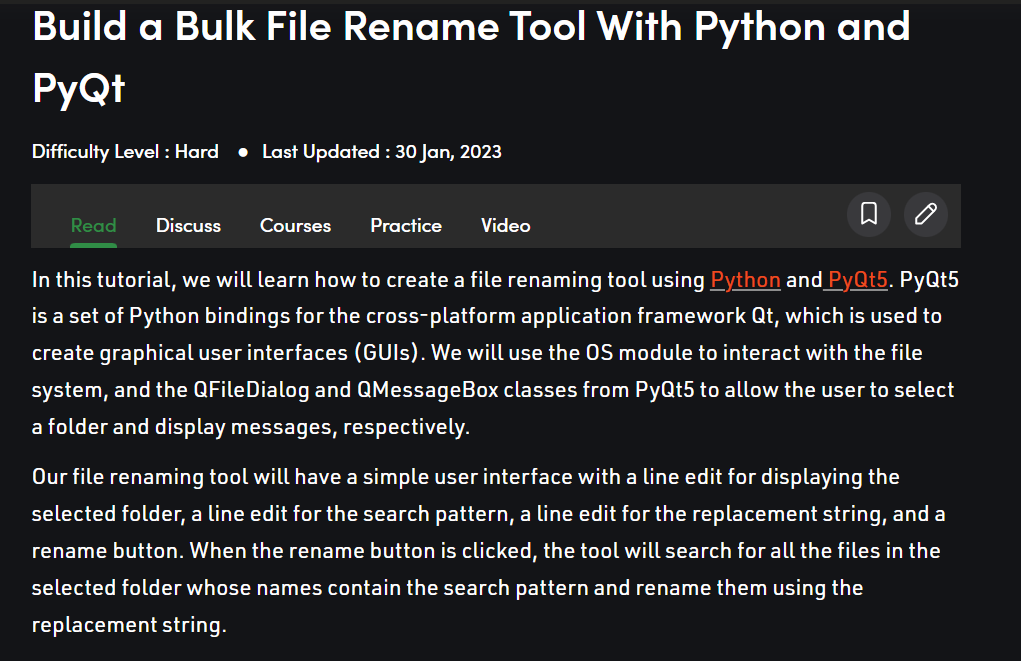 Build a Bulk File Rename Tool With Python and
PyQt
Difficulty Level : Hard ● Last Updated : 30 Jan, 2023
Read Discuss Courses Practice Video
In this tutorial, we will learn how to create a file renaming tool using Python and PyQt5. PyQt5
is a set of Python bindings for the cross-platform application framework Qt, which is used to
create graphical user interfaces (GUIs). We will use the OS module to interact with the file
system, and the QFileDialog and QMessageBox classes from PyQt5 to allow the user to select
a folder and display messages, respectively.
Our file renaming tool will have a simple user interface with a line edit for displaying the
selected folder, a line edit for the search pattern, a line edit for the replacement string, and a
rename button. When the rename button is clicked, the tool will search for all the files in the
selected folder whose names contain the search pattern and rename them using the
replacement string.